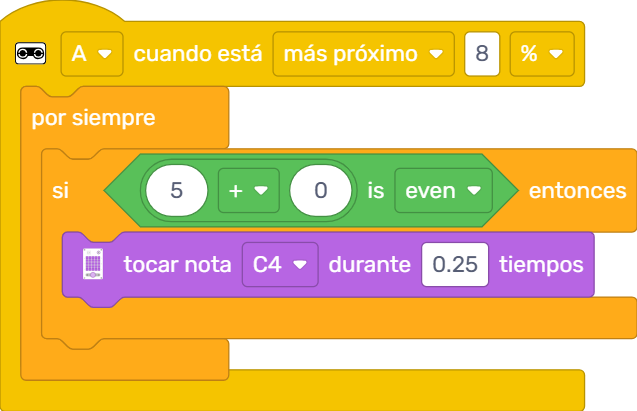 A cuando está más próximo 8 %
por siempre
si 5 + 0 is even entonces
tocar nota C4 durante 0.25 tiempos